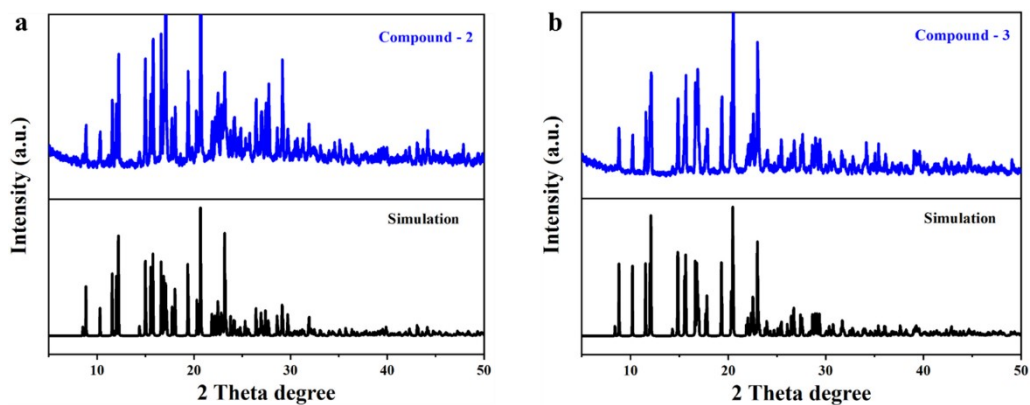 a
Compound - 2
Simulation
Intensity (a.u.)
10 20 30 40 50
2 Theta degree
b
Compound - 3
Simulation
Intensity (a.u.)
10 20 30 40 50
2 Theta degree